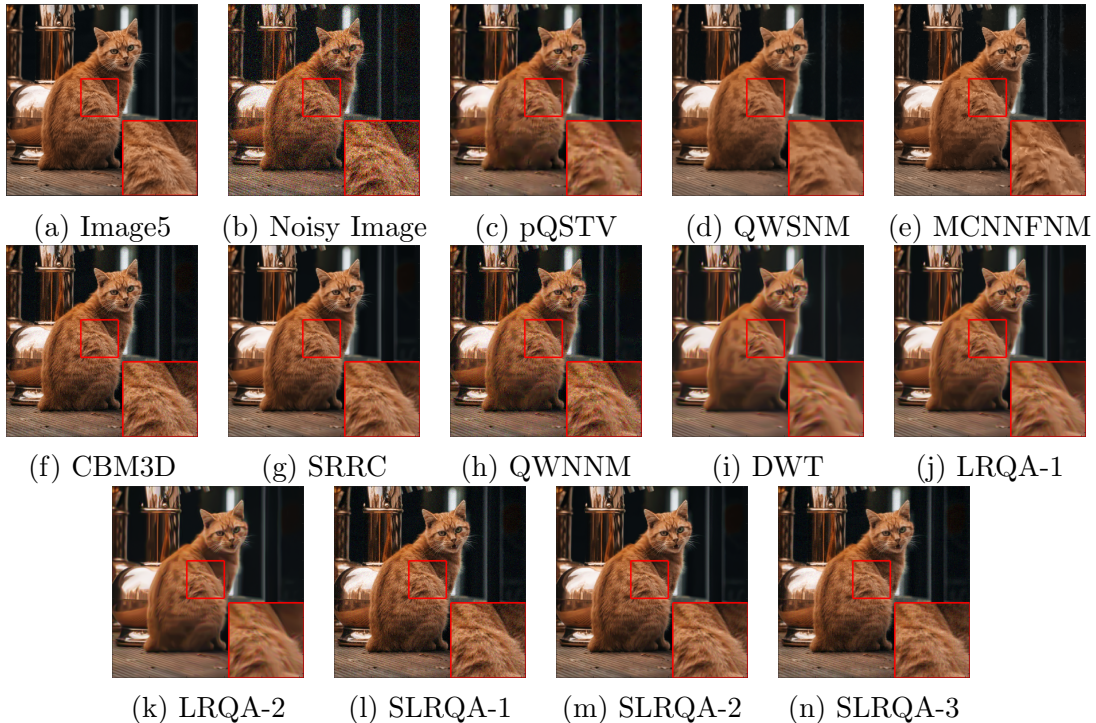 (a) Image5 (b) Noisy Image (c) pQSTV (d) QWSNM (e) MCNNFNM
(f) CBM3D (g) SRRC (h) QWNNM (i) DWT (j) LRQA-1
(k) LRQA-2 (l) SLRQA-1 (m) SLRQA-2 (n) SLRQA-3